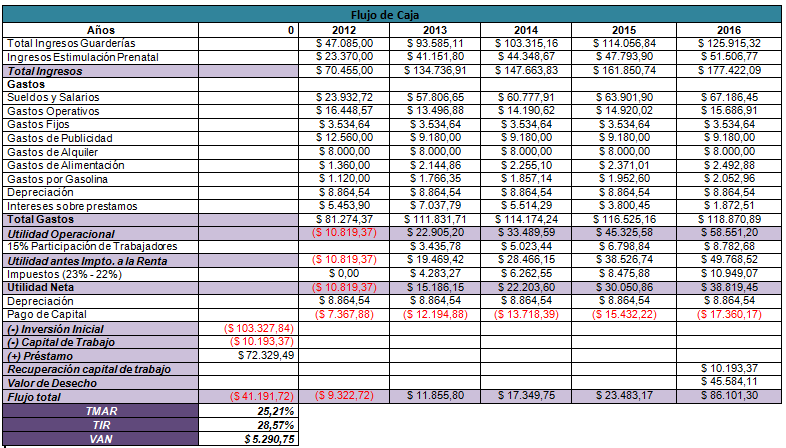 Flujo de Caja
Años 0 2012 2013 2014 2015 2016
Total Ingresos Guarderías $ 47.085,00 $ 93.585,11 $ 103.315,16 $ 114.056,84 $ 125.915,32
Ingresos Estimulación Prenatal $ 23.370,00 $ 41.151,80 $ 44.348,67 $ 47.793,90 $ 51.506,77
Total Ingresos $ 70.455,00 $ 134.736,91 $ 147.663,83 $ 161.850,74 $ 177.422,09
Gastos
Sueldos y Salarios $ 23.932,72 $ 57.806,65 $ 60.777,91 $ 63.901,90 $ 67.186,45
Gastos Operativos $ 16.448,57 $ 13.496,88 $ 14.190,62 $ 14.920,02 $ 15.686,91
Gastos Fijos $ 3.534,64 $ 3.534,64 $ 3.534,64 $ 3.534,64 $ 3.534,64
Gastos de Publicidad $ 12.560,00 $ 9.180,00 $ 9.180,00 $ 9.180,00 $ 9.180,00
Gastos de Alquiler $ 8.000,00 $ 8.000,00 $ 8.000,00 $ 8.000,00 $ 8.000,00
Gastos de Alimentación $ 1.360,00 $ 2.144,86 $ 2.255,10 $ 2.371,01 $ 2.492,88
Gastos por Gasolina $ 1.120,00 $ 1.766,35 $ 1.857,14 $ 1.952,60 $ 2.052,96
Depreciación $ 8.864,54 $ 8.864,54 $ 8.864,54 $ 8.864,54 $ 8.864,54
Intereses sobre prestamos $ 5.453,90 $ 7.037,79 $ 5.514,29 $ 3.800,45 $ 1.872,51
Total Gastos $ 81.274,37 $ 111.831,71 $ 114.174,24 $ 116.525,16 $ 118.870,89
Utilidad Operacional ($ 10.819,37) $ 22.905,20 $ 33.489,59 $ 45.325,58 $ 58.551,20
15% Participación de Trabajadores $ 3.435,78 $ 5.023,44 $ 6.798,84 $ 8.782,68
Utilidad antes Impto. a la Renta ($ 10.819,37) $ 19.469,42 $ 28.466,15 $ 38.526,74 $ 49.768,52
Impuestos (23% - 22%) $ 0,00 $ 4.283,27 $ 6.262,55 $ 8.475,88 $ 10.949,07
Utilidad Neta ($ 10.819,37) $ 15.186,15 $ 22.203,60 $ 30.050,86 $ 38.819,45
Depreciación $ 8.864,54 $ 8.864,54 $ 8.864,54 $ 8.864,54 $ 8.864,54
Pago de Capital ($ 7.367,88) ($ 12.194,88) ($ 13.718,39) ($ 15.432,22) ($ 17.360,17)
(-) Inversión Inicial ($ 103.327,84)
(-) Capital de Trabajo ($ 10.193,37)
(+) Préstamo $ 72.329,49
Recuperación capital de trabajo $ 10.193,37
Valor de Desecho $ 45.584,11
Flujo total ($ 41.191,72) ($ 9.322,72) $ 11.855,80 $ 17.349,75 $ 23.483,17 $ 86.101,30
TMAR 25,21%
TIR 28,57%
VAN $ 5.290,75